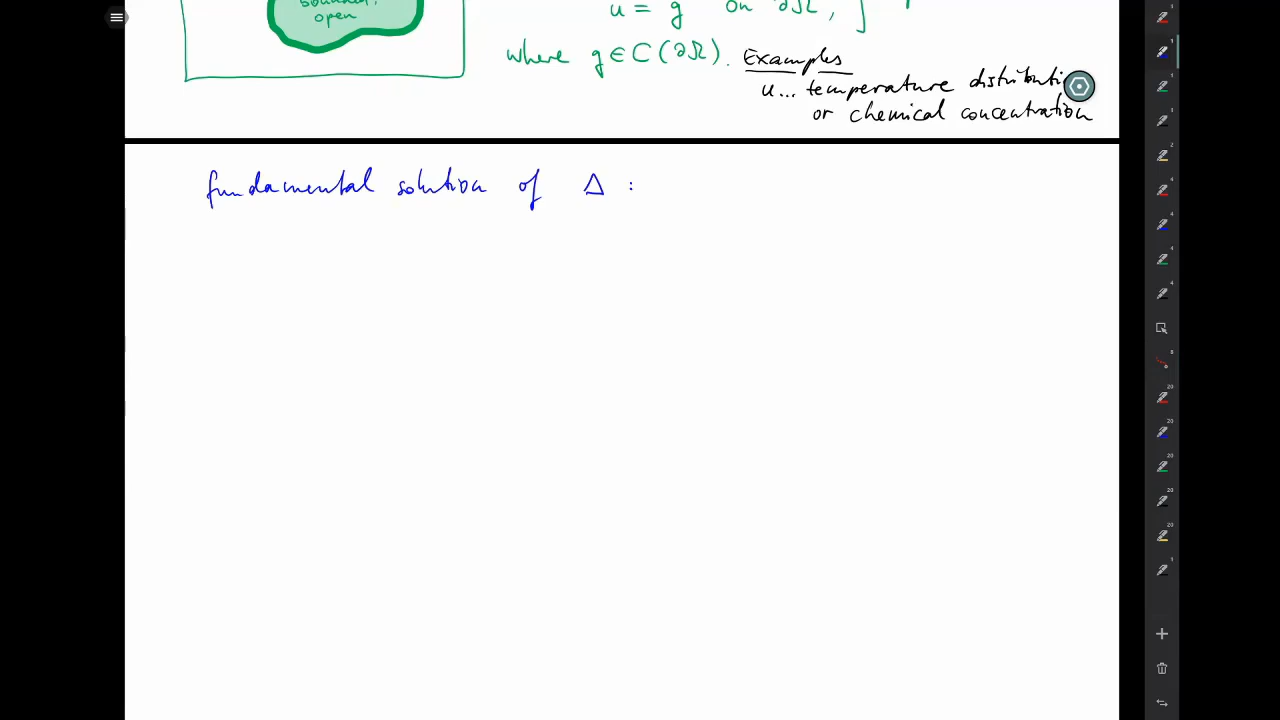 open
u = g on ∂Ω,
where g ∈ C(∂Ω). Examples
u... temperature distributi
or chemical concentration
fundamental solution of Δ :